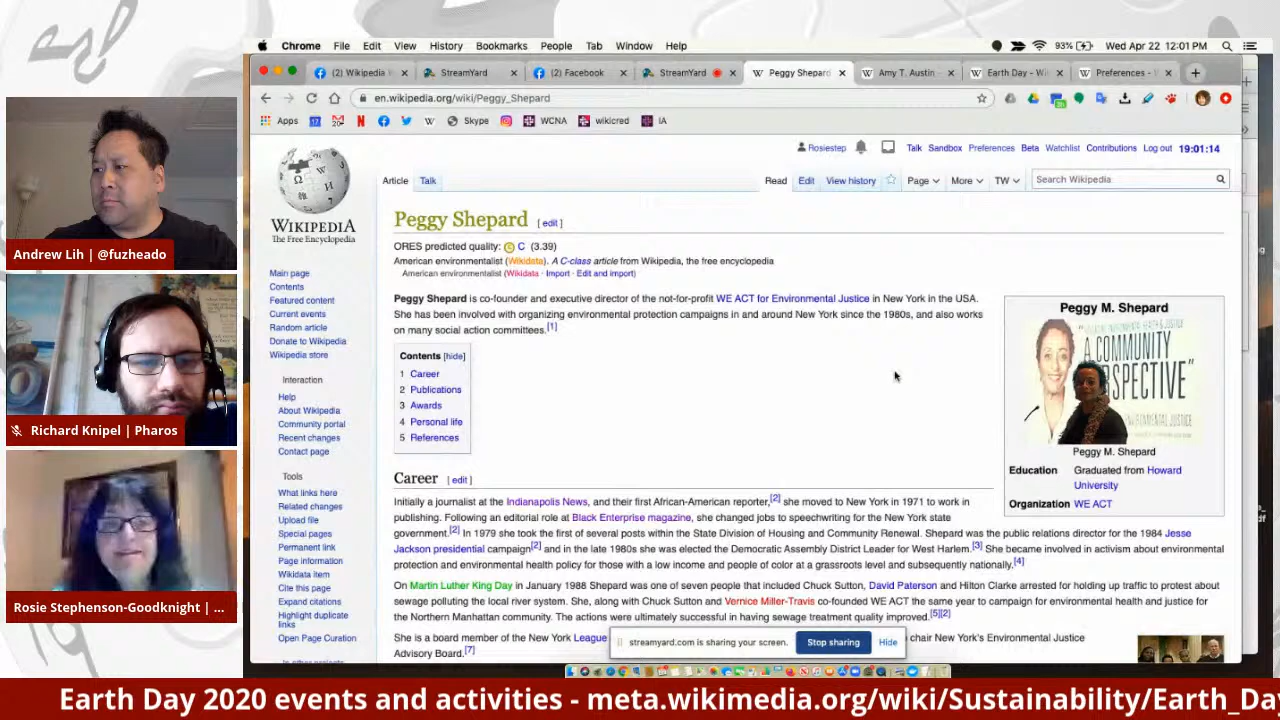 Chrome File Edit View History Bookmarks People Tab Window Help 93% Wed Apr 22 12:01 PM
(2) Wikipedia StreamYard (2) Facebook StreamYard Peggy Shepard Amy T. Austin Earth Day - Wi Preferences -
en.wikipedia.org/wiki/Peggy_Shepard
Apps Skype WCNA wikicred IA
Rosiestep Talk Sandbox Preferences Beta Watchlist Contributions Log out 19:01:14
Article Talk Read Edit View history Page More TW Search Wikipedia
WIKIPEDIA
The Free Encyclopedia
Main page
Contents
Featured content
Current events
Random article
Donate to Wikipedia
Wikipedia store
Interaction
Help
About Wikipedia
Community portal
Recent changes
Contact page
Tools
What links here
Related changes
Upload file
Special pages
Permanent link
Page information
Wikidata item
Cite this page
Expand citations
Highlight duplicate
links
Open Page Curation
Peggy Shepard [ edit ]
ORES predicted quality: C (3.39)
American environmentalist (Wikidata). A C-class article from Wikipedia, the free encyclopedia
American environmentalist (Wikidata · Import · Edit and import)
Peggy Shepard is co-founder and executive director of the not-for-profit WE ACT for Environmental Justice in New York in the USA.
She has been involved with organizing environmental protection campaigns in and around New York since the 1980s, and also works
on many social action committees.[1]
Contents [hide]
1 Career
2 Publications
3 Awards
4 Personal life
5 References
Peggy M. Shepard
A COMMUNITY
Peggy M. Shepard
Education Graduated from Howard
University
Organization WE ACT
Career [ edit ]
Initially a journalist at the Indianapolis News, and their first African-American reporter,[2] she moved to New York in 1971 to work in
publishing. Following an editorial role at Black Enterprise magazine, she changed jobs to speechwriting for the New York state
government.[2] In 1979 she took the first of several posts within the State Division of Housing and Community Renewal. Shepard was the public relations director for the 1984 Jesse
Jackson presidential campaign[2] and in the late 1980s she was elected the Democratic Assembly District Leader for West Harlem.[3] She became involved in activism about environmental
protection and environmental health policy for those with a low income and people of color at a grassroots level and subsequently nationally.[4]
On Martin Luther King Day in January 1988 Shepard was one of seven people that included Chuck Sutton, David Paterson and Hilton Clarke arrested for holding up traffic to protest about
sewage polluting the local river system. She, along with Chuck Sutton and Vernice Miller-Travis co-founded WE ACT the same year to campaign for environmental health and justice for
the Northern Manhattan community. The actions were ultimately successful in having sewage treatment quality improved.[5][2]
She is a board member of the New York League chair New York's Environmental Justice
Advisory Board.[7]
streamyard.com is sharing your screen. Stop sharing Hide
Andrew Lih | @fuzheado
Richard Knipel | Pharos
Rosie Stephenson-Goodknight | ...
Earth Day 2020 events and activities - meta.wikimedia.org/wiki/Sustainability/Earth_Da